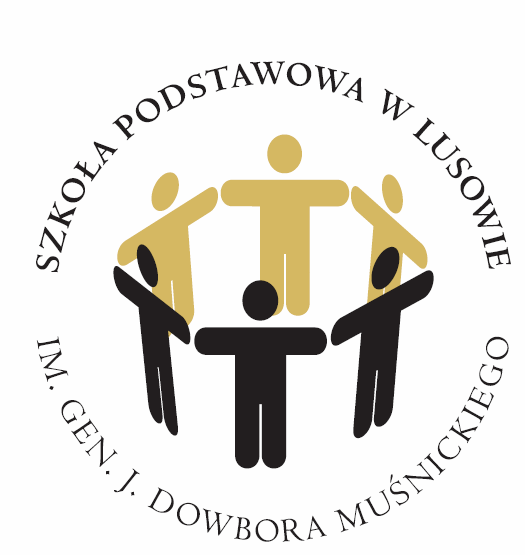 SZKOŁA PODSTAWOWA W LUSOWIE
IM. GEN. J. DOWBORA MUŚNICKIEGO